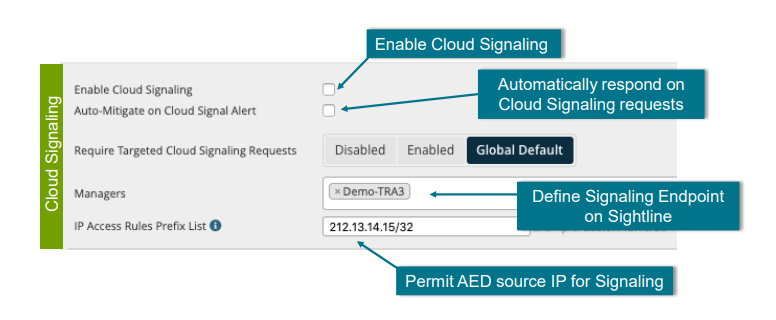 Enable Cloud Signaling
Cloud Signaling
Enable Cloud Signaling
Automatically respond on
Cloud Signaling requests
Auto-Mitigate on Cloud Signal Alert
Require Targeted Cloud Signaling Requests
Disabled
Enabled
Global Default
Managers
× Demo-TRA3
Define Signaling Endpoint
on Sightline
IP Access Rules Prefix List
212.13.14.15/32
Permit AED source IP for Signaling